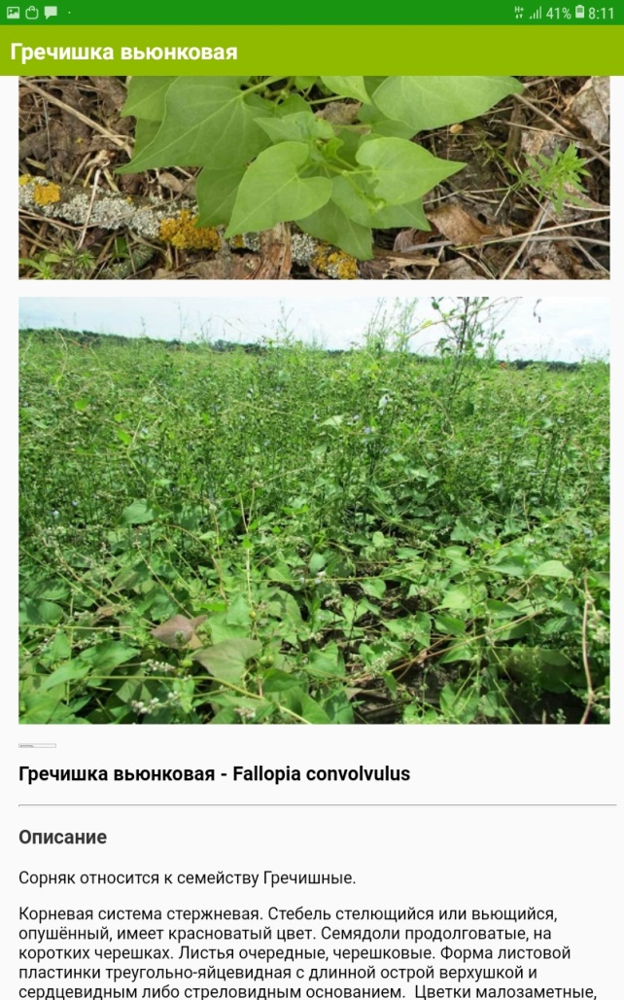 41% 8:11
Гречишка вьюнковая
Гречишка вьюнковая - Fallopia convolvulus
Описание
Сорняк относится к семейству Гречишные.
Корневая система стержневая. Стебель стелющийся или вьющийся,
опушённый, имеет красноватый цвет. Семядоли продолговатые, на
коротких черешках. Листья очередные, черешковые. Форма листовой
пластинки треугольно-яйцевидная с длинной острой верхушкой и
сердцевидным либо стреловидным основанием. Цветки малозаметные,